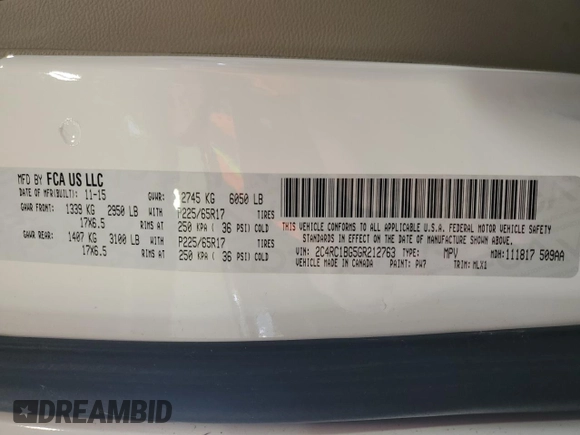 MFD BY FCA US LLC
DATE OF MFR(BUILT): 11-15 GVWR: 2745 KG 6050 LB
GAWR FRONT: 1339 KG 2950 LB WITH P225/65R17 TIRES
17X6.5 RIMS AT 250 KPA ( 36 PSI) COLD
GAWR REAR: 1407 KG 3100 LB WITH P225/65R17 TIRES
17X6.5 RIMS AT 250 KPA ( 36 PSI) COLD
THIS VEHICLE CONFORMS TO ALL APPLICABLE U.S.A. FEDERAL MOTOR VEHICLE SAFETY
STANDARDS IN EFFECT ON THE DATE OF MANUFACTURE SHOWN ABOVE.
VIN: 2C4RC1BG5GR212763 TYPE: MPV MDH:111817 509AA
VEHICLE MADE IN CANADA PAINT: PW7 TRIM: MLX1
DREAMBID